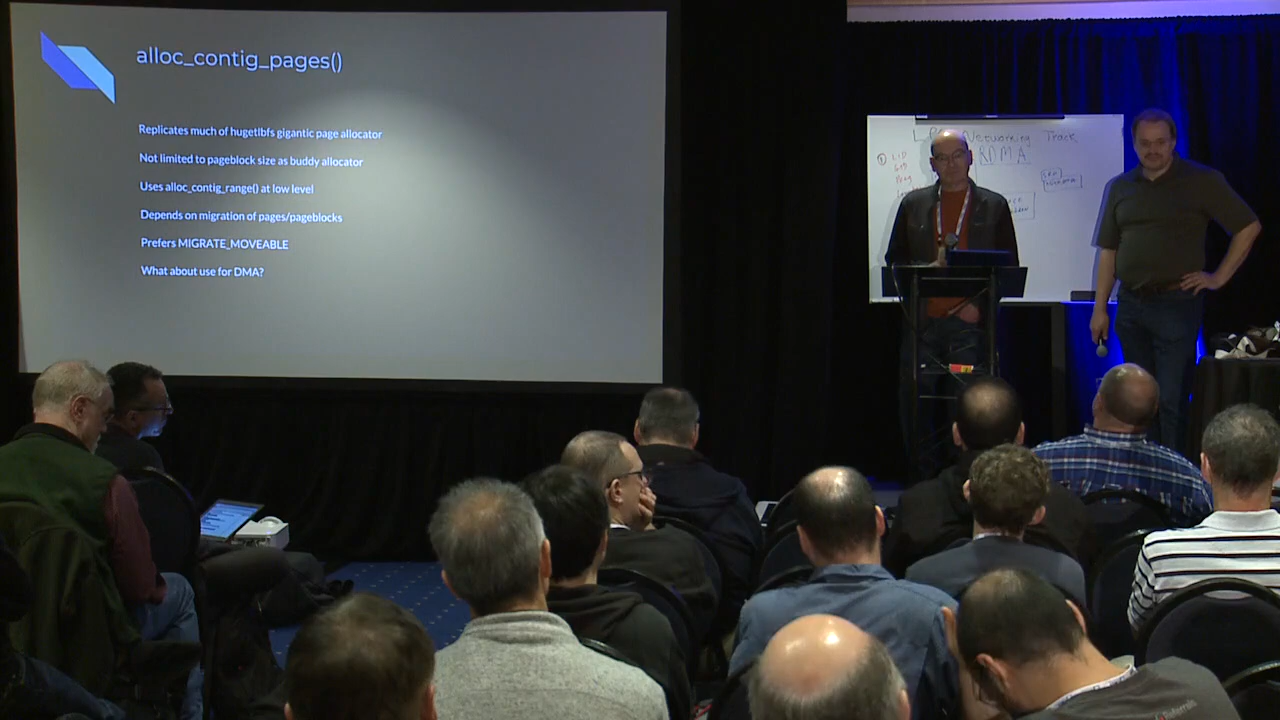 alloc_contig_pages()
Replicates much of hugetlbfs gigantic page allocator
Not limited to pageblock size as buddy allocator
Uses alloc_contig_range() at low level
Depends on migration of pages/pageblocks
Prefers MIGRATE_MOVEABLE
What about use for DMA?
Networking Track
RDMA